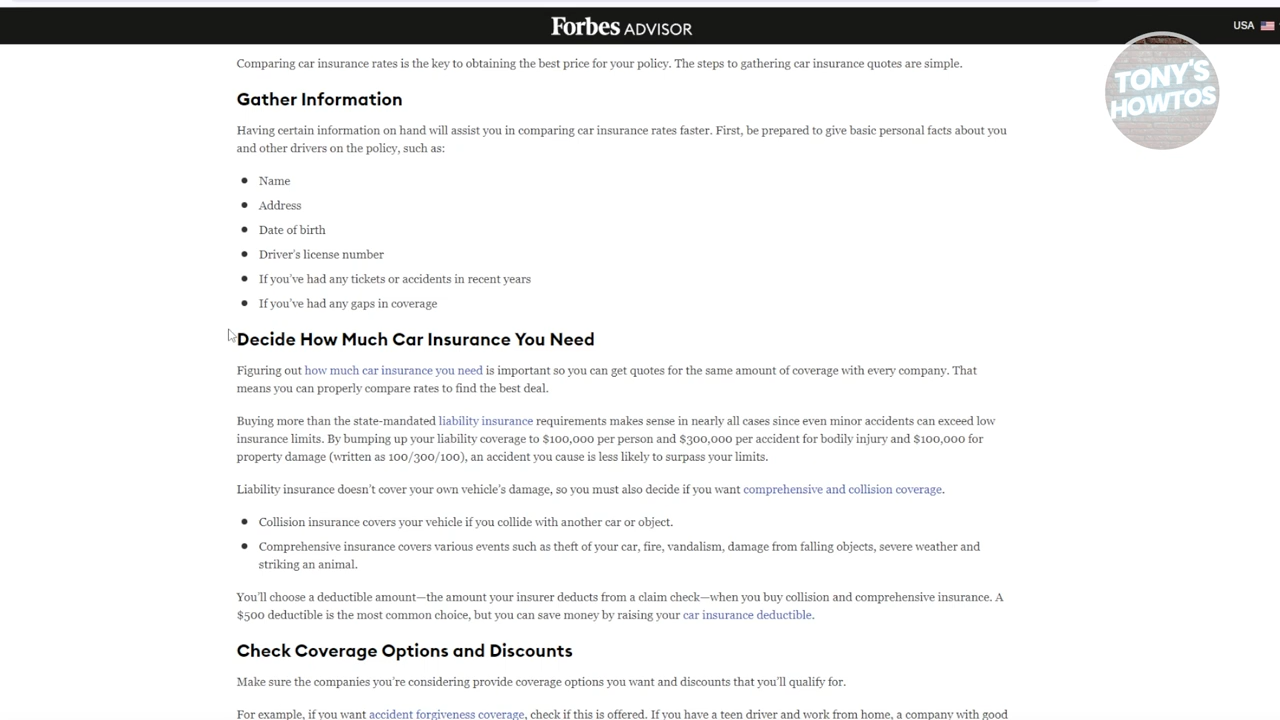 Forbes ADVISOR
USA
TONY'S
HOWTOS
Comparing car insurance rates is the key to obtaining the best price for your policy. The steps to gathering car insurance quotes are simple.
Gather Information
Having certain information on hand will assist you in comparing car insurance rates faster. First, be prepared to give basic personal facts about you
and other drivers on the policy, such as:
Name
Address
Date of birth
Driver’s license number
If you’ve had any tickets or accidents in recent years
If you’ve had any gaps in coverage
Decide How Much Car Insurance You Need
Figuring out how much car insurance you need is important so you can get quotes for the same amount of coverage with every company. That
means you can properly compare rates to find the best deal.
Buying more than the state-mandated liability insurance requirements makes sense in nearly all cases since even minor accidents can exceed low
insurance limits. By bumping up your liability coverage to $100,000 per person and $300,000 per accident for bodily injury and $100,000 for
property damage (written as 100/300/100), an accident you cause is less likely to surpass your limits.
Liability insurance doesn’t cover your own vehicle’s damage, so you must also decide if you want comprehensive and collision coverage.
Collision insurance covers your vehicle if you collide with another car or object.
Comprehensive insurance covers various events such as theft of your car, fire, vandalism, damage from falling objects, severe weather and
striking an animal.
You’ll choose a deductible amount—the amount your insurer deducts from a claim check—when you buy collision and comprehensive insurance. A
$500 deductible is the most common choice, but you can save money by raising your car insurance deductible.
Check Coverage Options and Discounts
Make sure the companies you’re considering provide coverage options you want and discounts that you’ll qualify for.
For example, if you want accident forgiveness coverage, check if this is offered. If you have a teen driver and work from home, a company with good